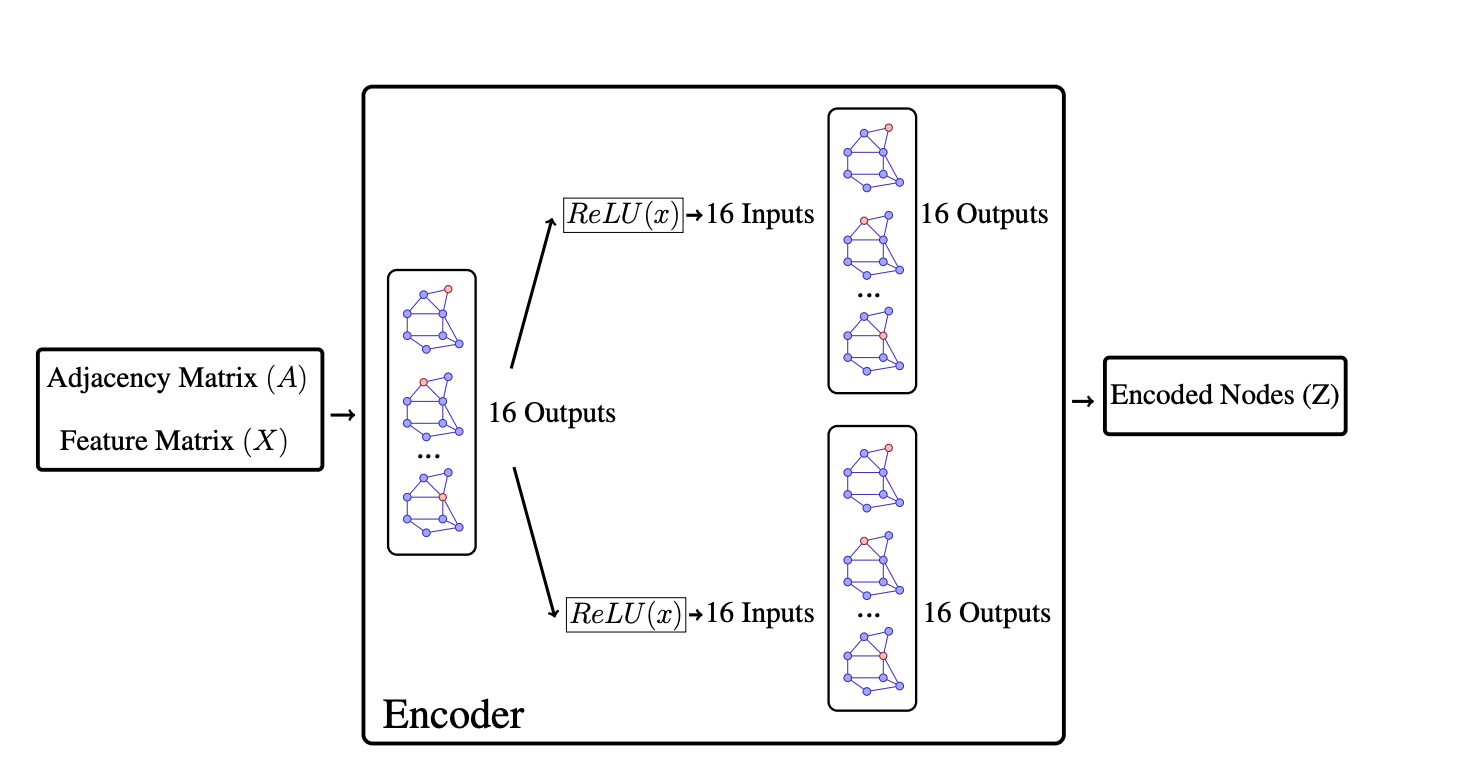 Adjacency Matrix (A)
Feature Matrix (X)
→
...
16 Outputs
ReLU(x)
→
16 Inputs
...
16 Outputs
ReLU(x)
→
16 Inputs
...
16 Outputs
Encoder
→
Encoded Nodes (Z)